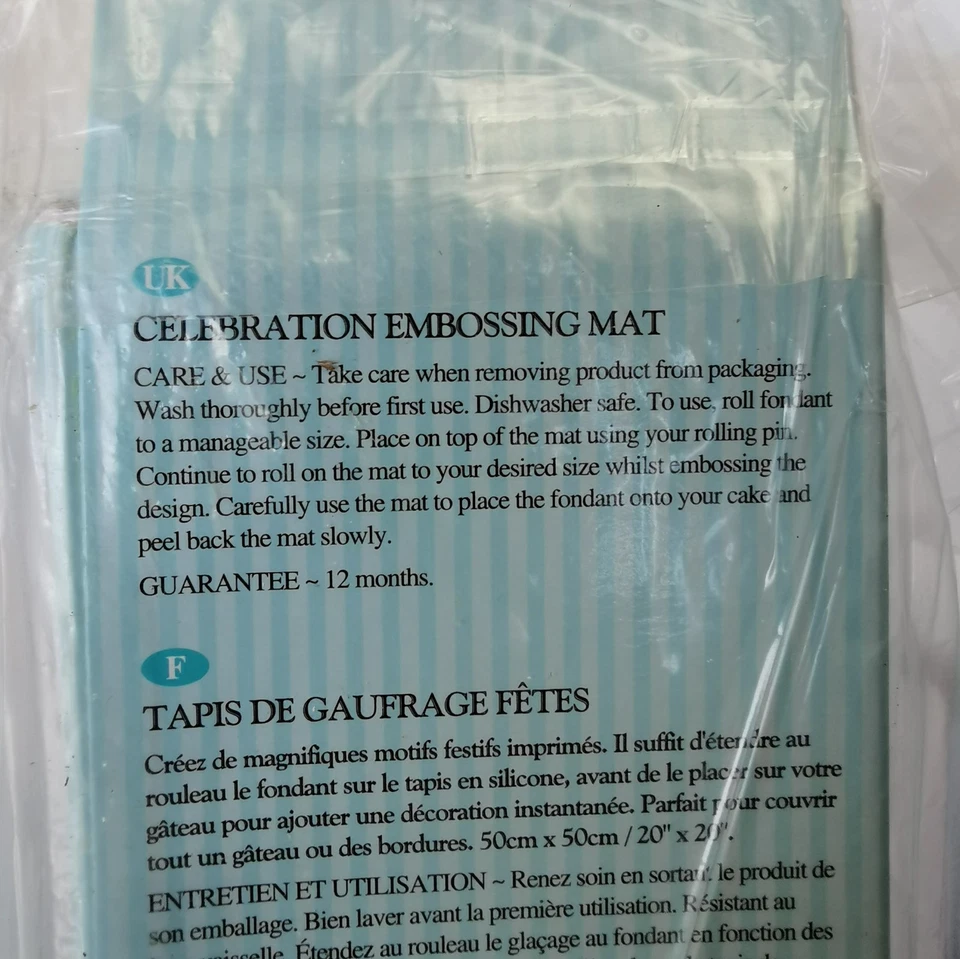 UK
CELEBRATION EMBOSSING MAT
CARE & USE ~ Take care when removing product from packaging.
Wash thoroughly before first use. Dishwasher safe. To use, roll fondant
to a manageable size. Place on top of the mat using your rolling pin.
Continue to roll on the mat to your desired size whilst embossing the
design. Carefully use the mat to place the fondant onto your cake and
peel back the mat slowly.
GUARANTEE ~ 12 months.
F
TAPIS DE GAUFRAGE FÊTES
Créez de magnifiques motifs festifs imprimés. Il suffit d'étendre au
rouleau le fondant sur le tapis en silicone, avant de le placer sur votre
gâteau pour ajouter une décoration instantanée. Parfait pour couvrir
tout un gâteau ou des bordures. 50cm x 50cm / 20" x 20".
ENTRETIEN ET UTILISATION ~ Renez soin en sortant le produit de
son emballage. Bien laver avant la première utilisation. Résistant au
Étendez au rouleau le glaçage au fondant en fonction des